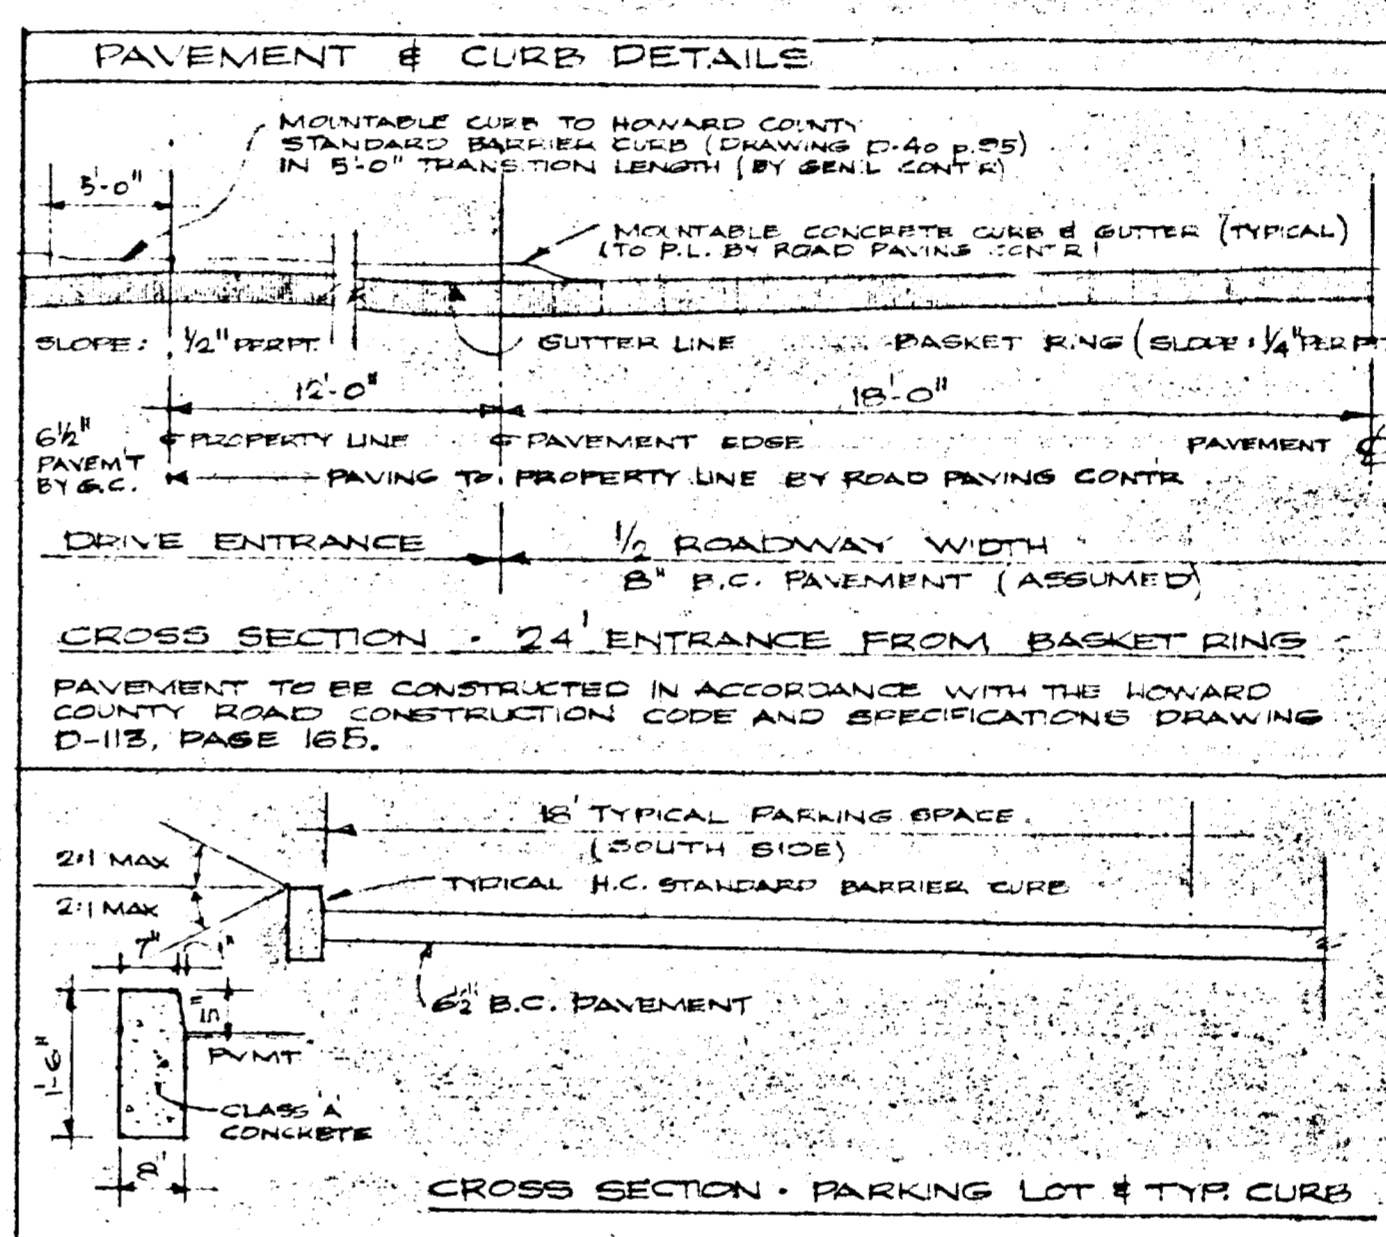 PAVEMENT & CURB DETAILS
MOUNTABLE CURB TO HOWARD COUNTY
STANDARD BARRIER CURB (DRAWING D-40 p.95)
IN 5'-0" TRANSITION LENGTH (BY GEN'L CONT'R)
5'-0"
MOUNTABLE CONCRETE CURB & GUTTER (TYPICAL)
(TO P.L. BY ROAD PAVING CONT'R)
SLOPE: 1/2" PER FT.
GUTTER LINE
BASKET RING (SLOPE: 1/4" PER FT
12'-0"
18'-0"
6 1/2"
PAVEM'T
BY G.C.
PROPERTY LINE
PAVEMENT EDGE
PAVEMENT ℄
PAVING TO PROPERTY LINE BY ROAD PAVING CONTR
DRIVE ENTRANCE
1/2 ROADWAY WIDTH
8" B.C. PAVEMENT (ASSUMED)
CROSS SECTION · 24' ENTRANCE FROM BASKET RING
PAVEMENT TO BE CONSTRUCTED IN ACCORDANCE WITH THE HOWARD
COUNTY ROAD CONSTRUCTION CODE AND SPECIFICATIONS DRAWING
D-113, PAGE 165.
18' TYPICAL PARKING SPACE
(SOUTH SIDE)
2:1 MAX
TYPICAL H.C. STANDARD BARRIER CURB
2:1 MAX
7"
1"
6 1/2" B.C. PAVEMENT
PVMT.
1'-6"
CLASS 'A'
CONCRETE
8"
CROSS SECTION · PARKING LOT & TYP. CURB